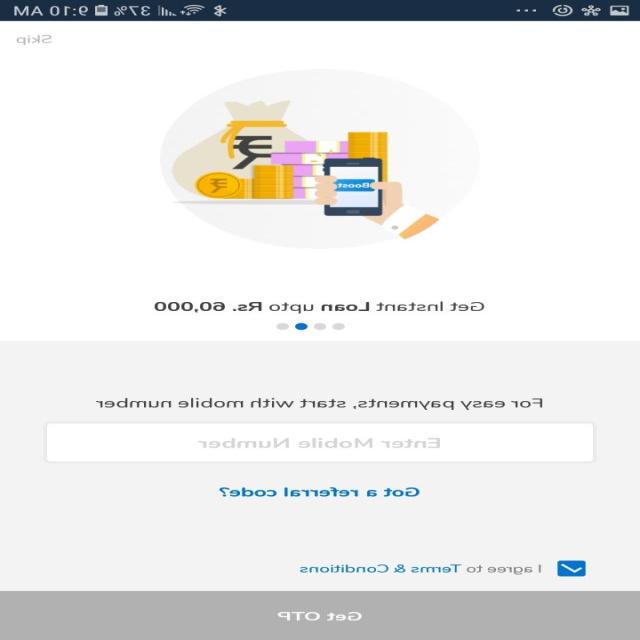 37% 9:10 AM
Skip
₹
₹
Boost
Get Instant Loan upto Rs. 60,000
For easy payments, start with mobile number
Enter Mobile Number
Got a referral code?
I agree to Terms & Conditions
Get OTP